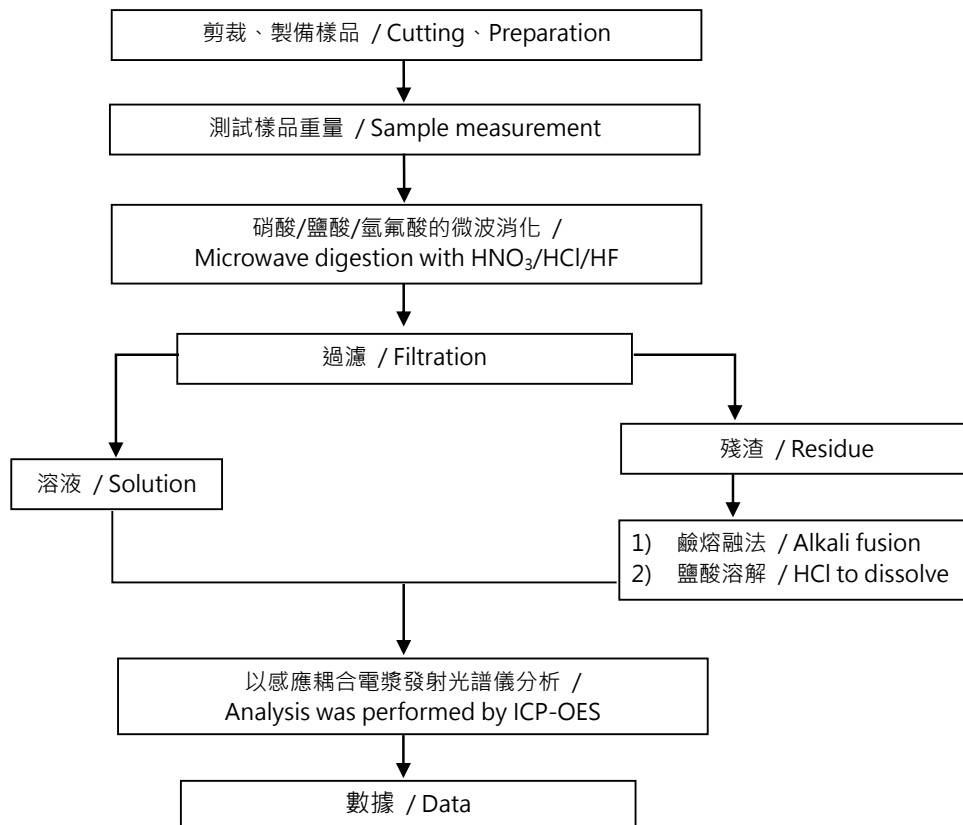 剪裁、製備樣品 / Cutting、Preparation
測試樣品重量 / Sample measurement
硝酸/鹽酸/氫氟酸的微波消化 /
Microwave digestion with HNO₃/HCl/HF
過濾 / Filtration
溶液 / Solution
殘渣 / Residue
1) 鹼熔融法 / Alkali fusion
2) 鹽酸溶解 / HCl to dissolve
以感應耦合電漿發射光譜儀分析 /
Analysis was performed by ICP-OES
數據 / Data